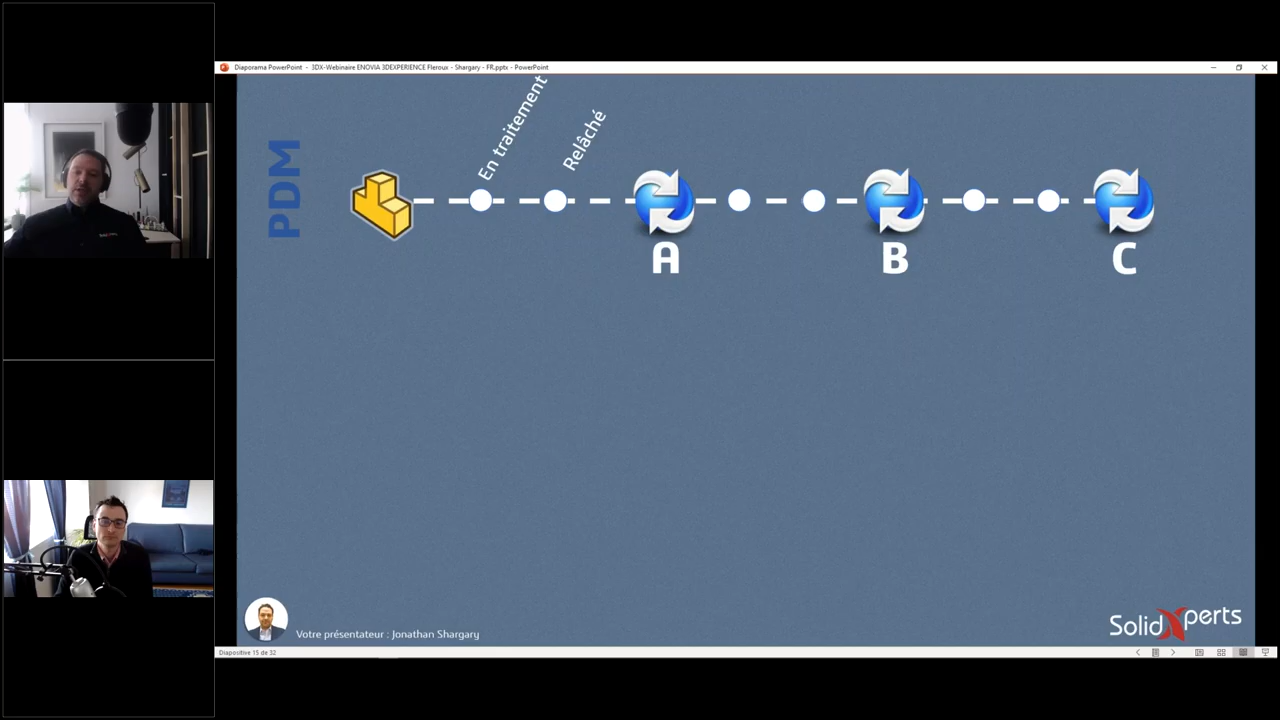 Diaporama PowerPoint - 3DX-Webinaire ENOVIA 3DEXPERIENCE Fleroux - Shargary - FR.pptx - PowerPoint
PDM
En traitement
Relâché
A
B
C
Votre présentateur : Jonathan Shargary
SolidXperts
Diapositive 15 de 32